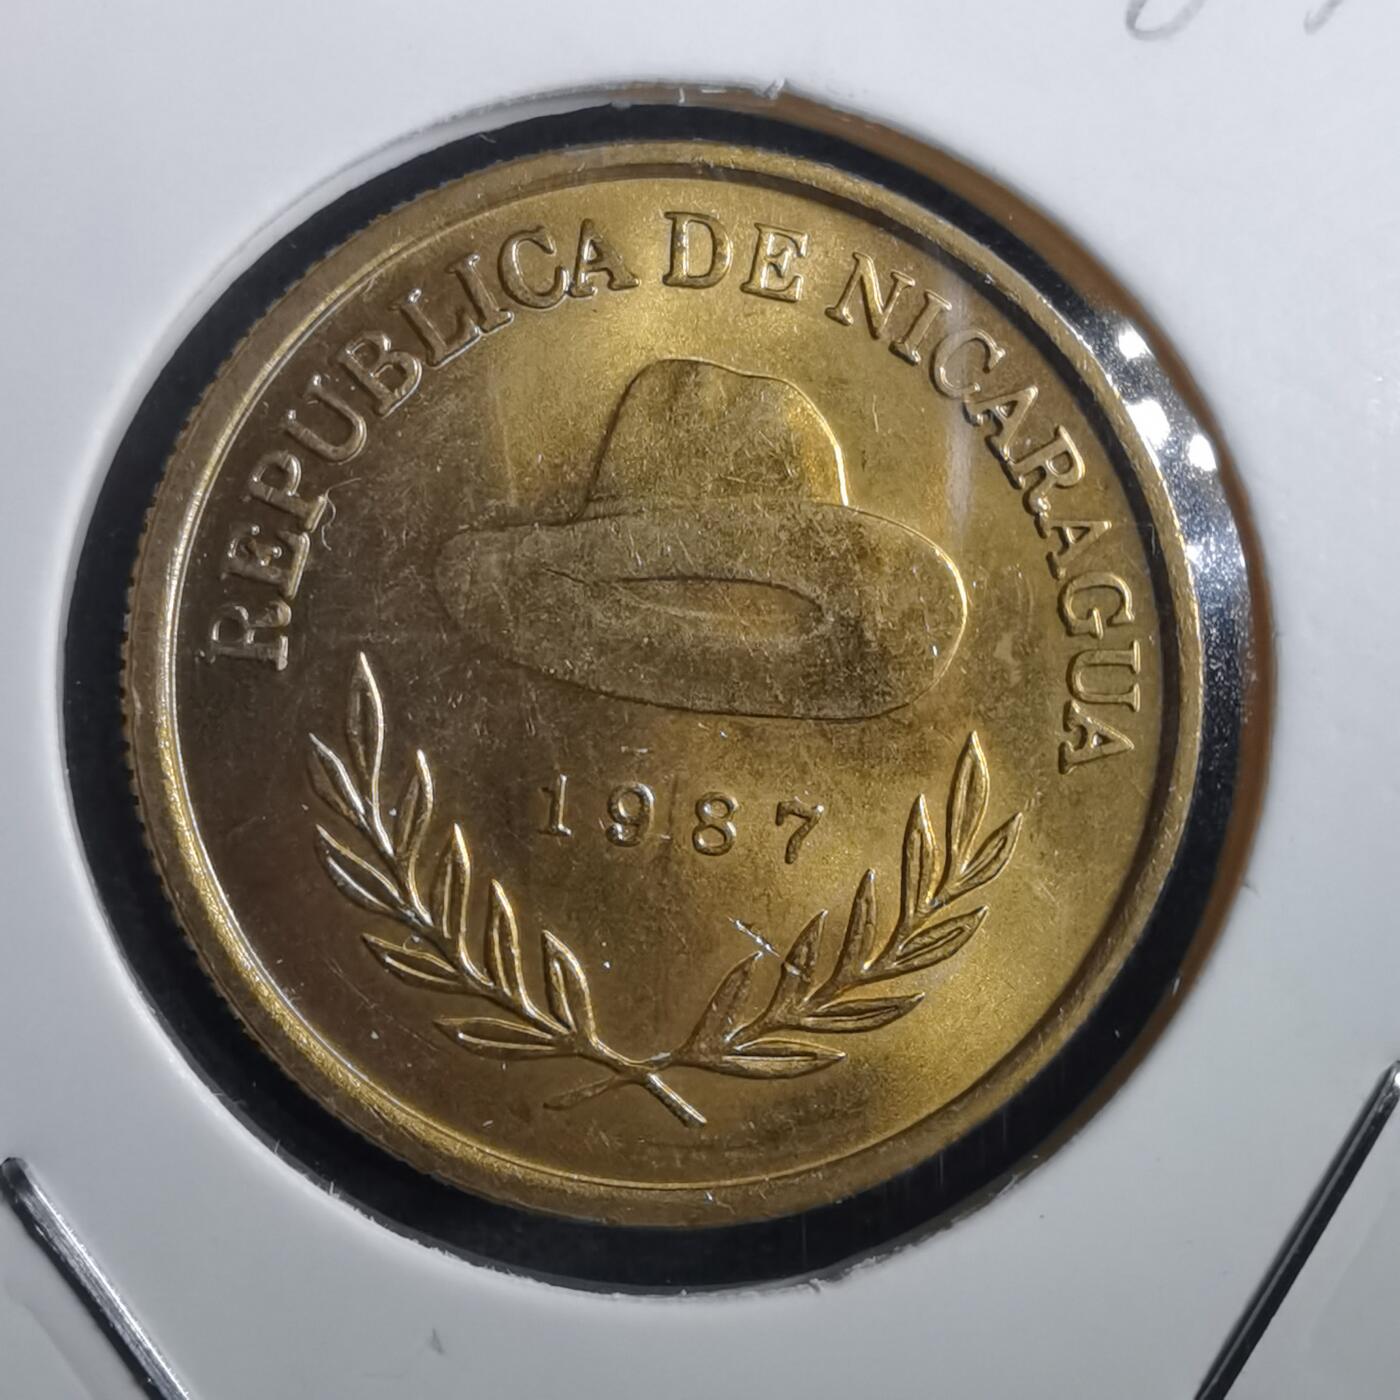 REPUBLICA DE NICARAGUA
1987